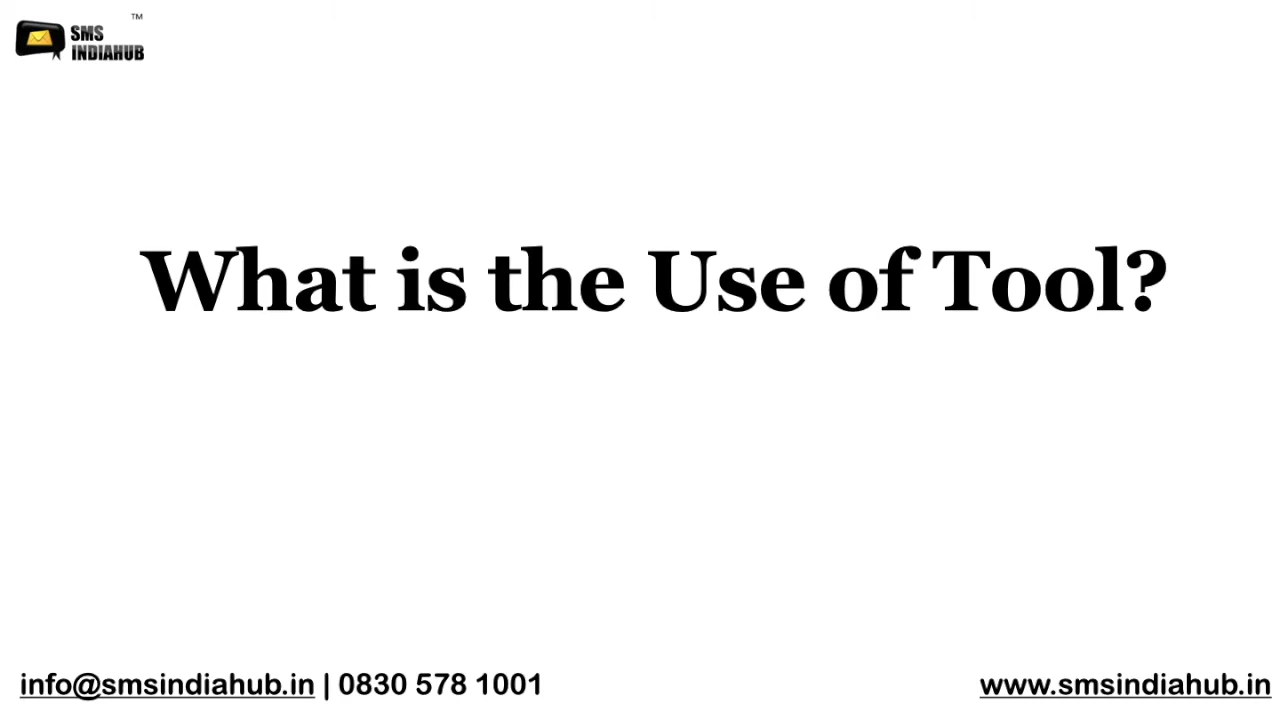 TM
SMS
INDIAHUB
What is the Use of Tool?
info@smsindiahub.in | 0830 578 1001
www.smsindiahub.in